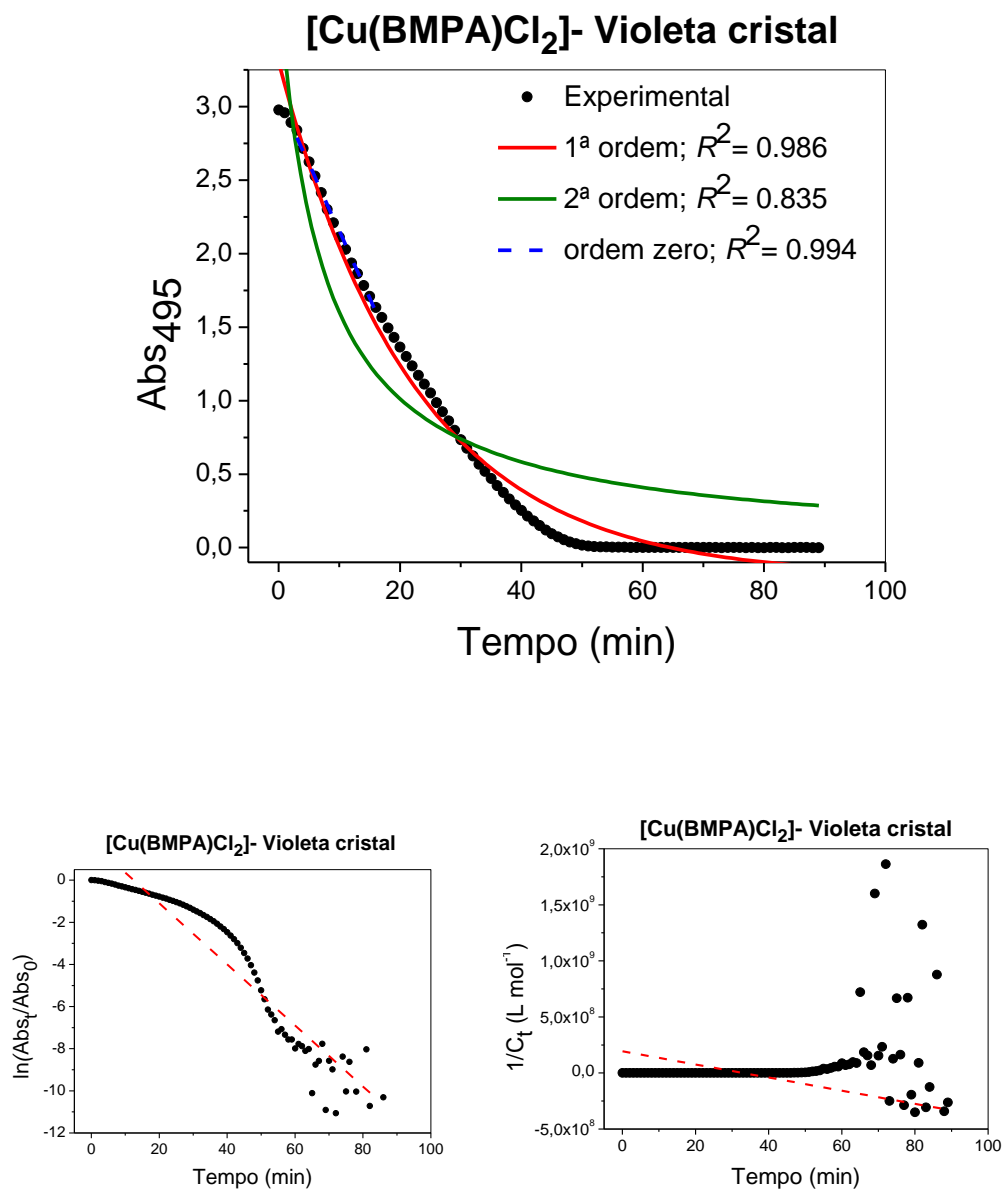 [Cu(BMPA)Cl₂]- Violeta cristal
Experimental
1ª ordem; R²= 0.986
2ª ordem; R²= 0.835
ordem zero; R²= 0.994
3,0
2,5
2,0
1,5
1,0
0,5
0,0
Abs₄₉₅
0 20 40 60 80 100
Tempo (min)
[Cu(BMPA)Cl₂]- Violeta cristal
0
-2
-4
-6
-8
-10
-12
ln(Absₜ/Abs₀)
0 20 40 60 80 100
Tempo (min)
[Cu(BMPA)Cl₂]- Violeta cristal
2,0x10⁹
1,5x10⁹
1,0x10⁹
5,0x10⁸
0,0
-5,0x10⁸
1/Cₜ (L mol⁻¹)
0 20 40 60 80 100
Tempo (min)